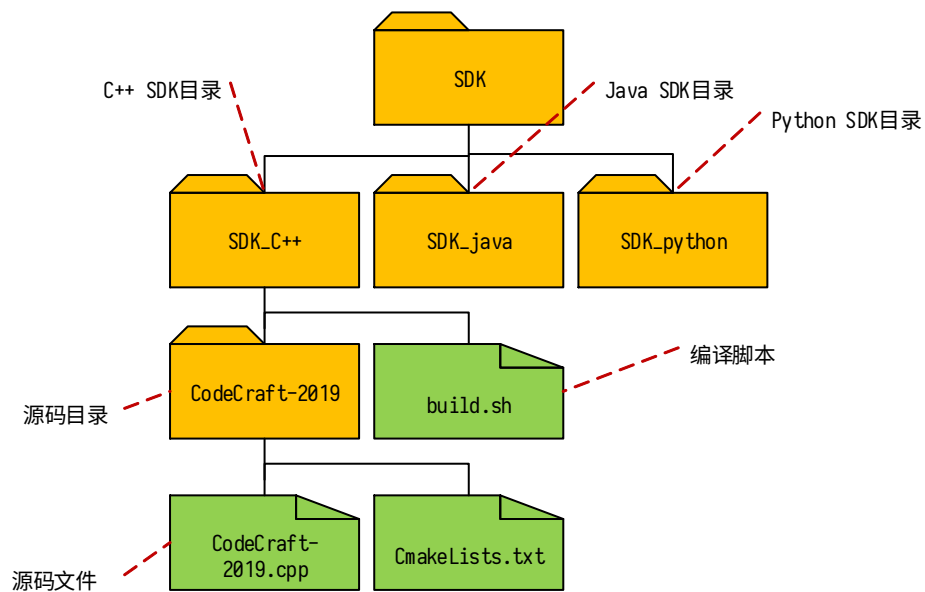 SDK
C++ SDK目录
Java SDK目录
Python SDK目录
SDK_C++
SDK_java
SDK_python
编译脚本
CodeCraft-2019
build.sh
源码目录
CodeCraft-
2019.cpp
CmakeLists.txt
源码文件